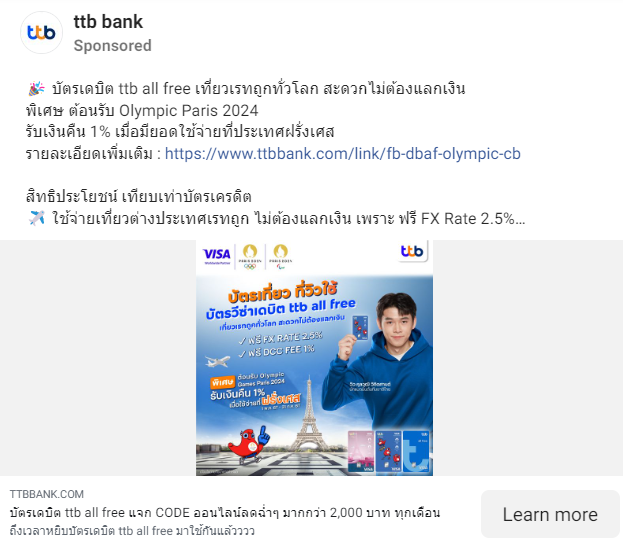 ttb bank
Sponsored
🎉 บัตรเดบิต ttb all free เที่ยวเรทถูกทั่วโลก สะดวกไม่ต้องแลกเงิน
พิเศษ ต้อนรับ Olympic Paris 2024
รับเงินคืน 1% เมื่อมียอดใช้จ่ายที่ประเทศฝรั่งเศส
รายละเอียดเพิ่มเติม : https://www.ttbbank.com/link/fb-dbaf-olympic-cb
สิทธิประโยชน์ เทียบเท่าบัตรเครดิต
✈️ ใช้จ่ายเที่ยวต่างประเทศเรทถูก ไม่ต้องแลกเงิน เพราะ ฟรี FX Rate 2.5%...
VISA
PARIS 2024
PARIS 2024
ttb
บัตรเที่ยว ที่วิวใช้
บัตรวีซ่าเดบิต ttb all free
เที่ยวเรทถูกทั่วโลก สะดวกไม่ต้องแลกเงิน
✓ ฟรี FX RATE 2.5%
✓ ฟรี DCC FEE 1%
พิเศษ
ต้อนรับ Olympic
Games Paris 2024
รับเงินคืน 1%
เมื่อใช้จ่ายที่ ฝรั่งเศส
วิว-กุลวุฒิ วิทิตศานต์
VISA
TTBBANK.COM
บัตรเดบิต ttb all free แจก CODE ออนไลน์ลดฉ่ำๆ มากกว่า 2,000 บาท ทุกเดือน
ถึงเวลาหยิบบัตรเดบิต ttb all free มาใช้กันแล้วววว
Learn more